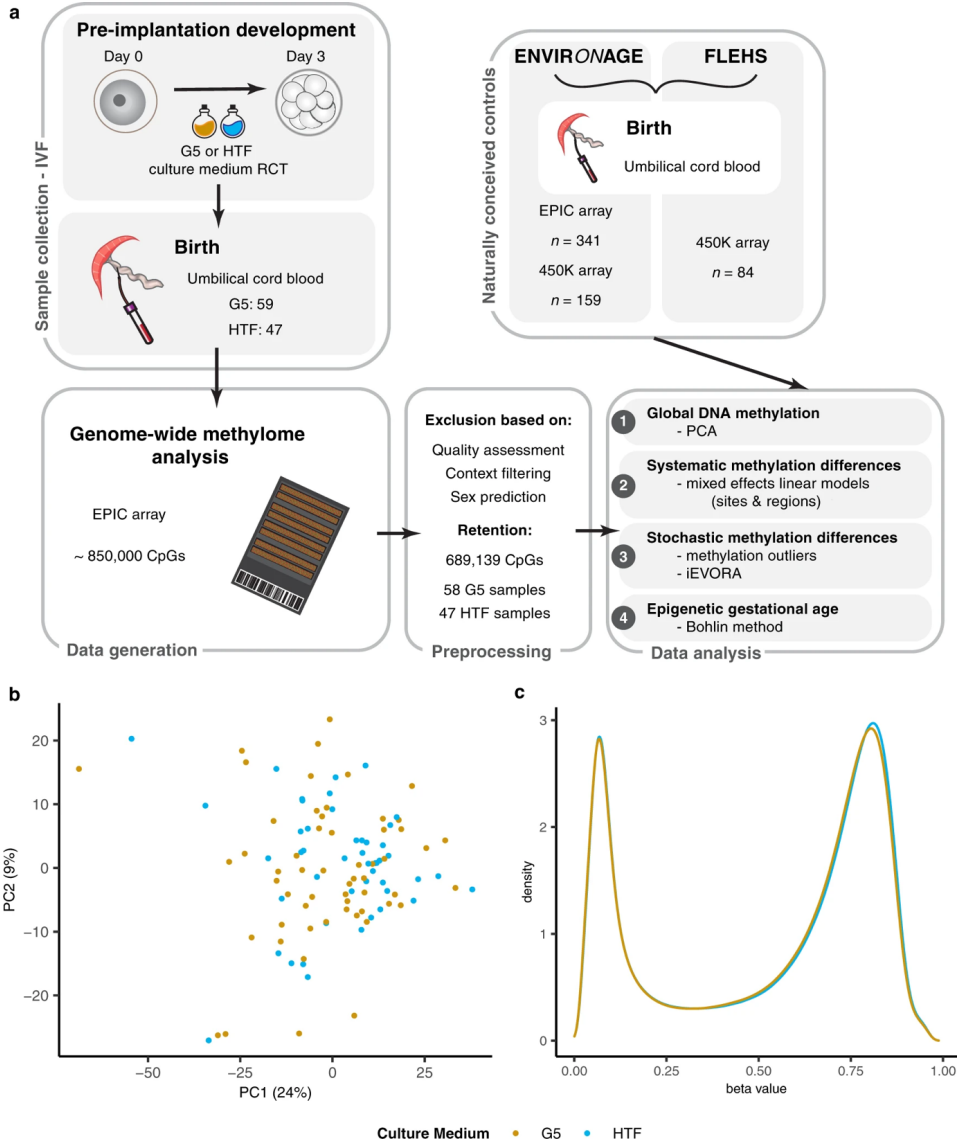 a
Sample collection - IVF
Pre-implantation development
Day 0
Day 3
G5 or HTF
culture medium RCT
Birth
Umbilical cord blood
G5: 59
HTF: 47
Naturally conceived controls
ENVIRONAGE
FLEHS
Birth
Umbilical cord blood
EPIC array
n = 341
450K array
n = 159
450K array
n = 84
Genome-wide methylome
analysis
EPIC array
~ 850,000 CpGs
Data generation
Exclusion based on:
Quality assessment
Context filtering
Sex prediction
Retention:
689,139 CpGs
58 G5 samples
47 HTF samples
Preprocessing
1 Global DNA methylation
- PCA
2 Systematic methylation differences
- mixed effects linear models
(sites & regions)
3 Stochastic methylation differences
- methylation outliers
- iEVORA
4 Epigenetic gestational age
- Bohlin method
Data analysis
b
PC2 (9%)
20
10
0
−10
−20
−50
−25
0
25
PC1 (24%)
c
density
3
2
1
0
0.00
0.25
0.50
0.75
1.00
beta value
Culture Medium G5 HTF